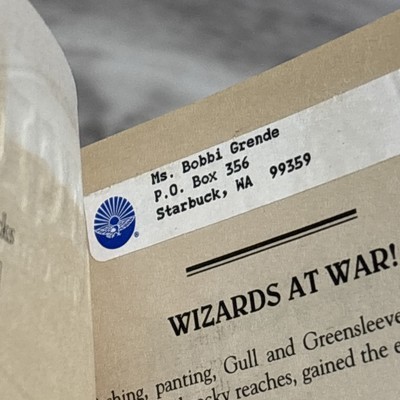 Ms. Bobbi Grende
P.O. Box 356
Starbuck, WA 99359
®
WIZARDS AT WAR!
panting, Gull and Greensleeve
reaches, gained the e